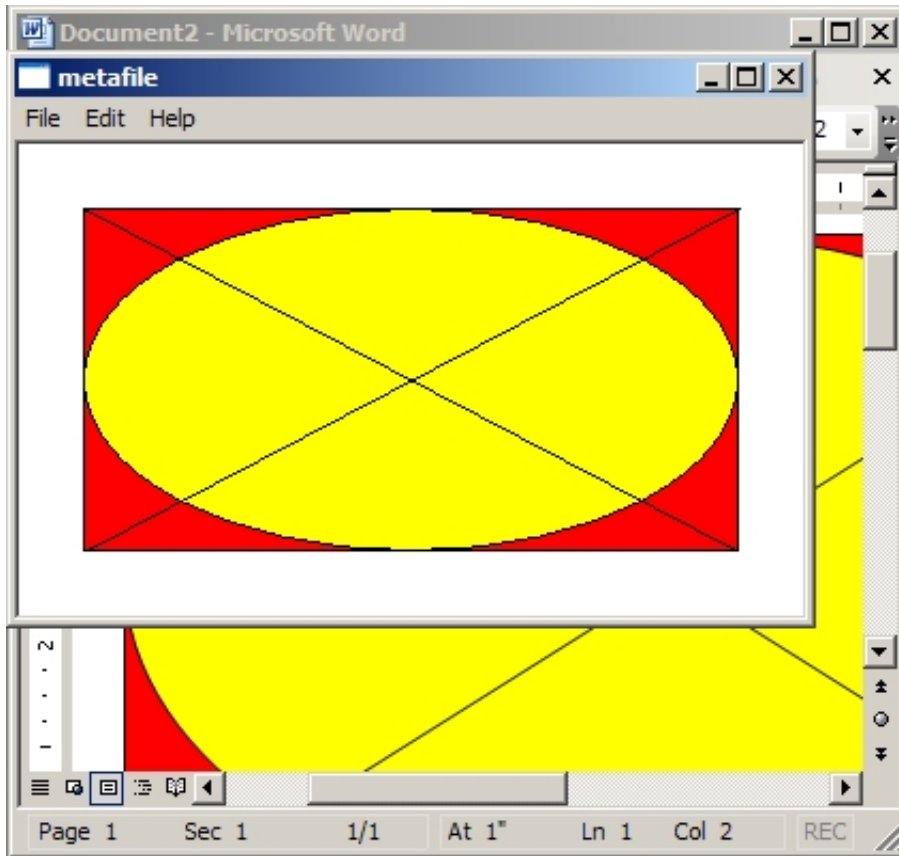 Document2 - Microsoft Word
metafile
File Edit Help
2
2
Page 1 Sec 1 1/1 At 1" Ln 1 Col 2 REC